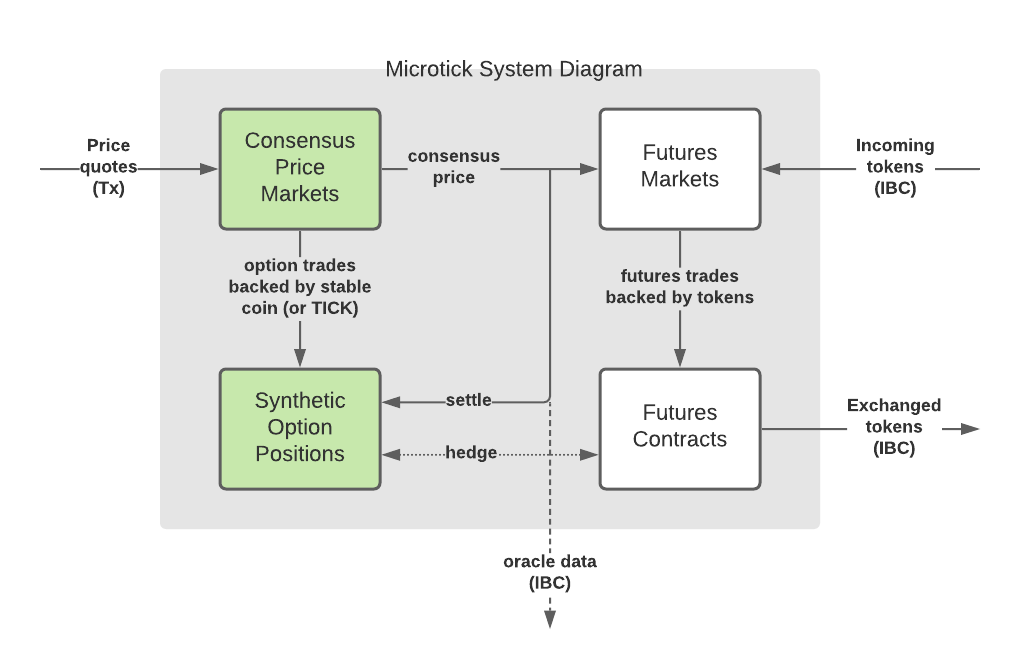 Microtick System Diagram
Price
quotes
(Tx)
Consensus
Price
Markets
consensus
price
Futures
Markets
Incoming
tokens
(IBC)
option trades
backed by stable
coin (or TICK)
futures trades
backed by tokens
Synthetic
Option
Positions
settle
hedge
Futures
Contracts
Exchanged
tokens
(IBC)
oracle data
(IBC)